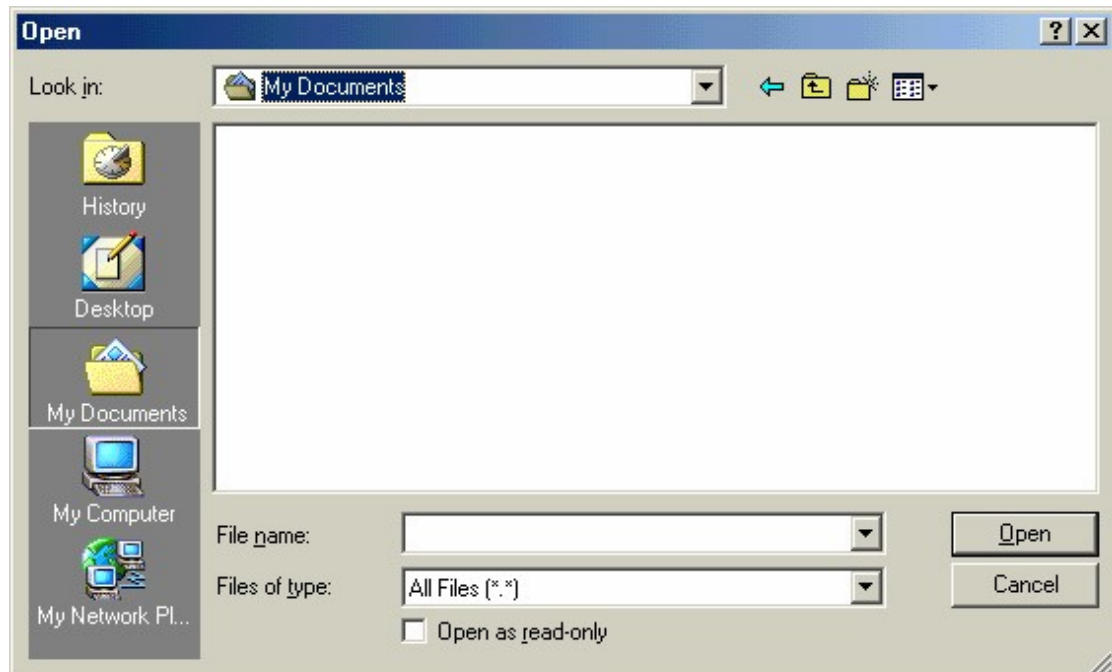 Open
Look in:
My Documents
History
Desktop
My Documents
My Computer
My Network Pl...
File name:
Open
Files of type:
All Files (*.*)
Cancel
Open as read-only